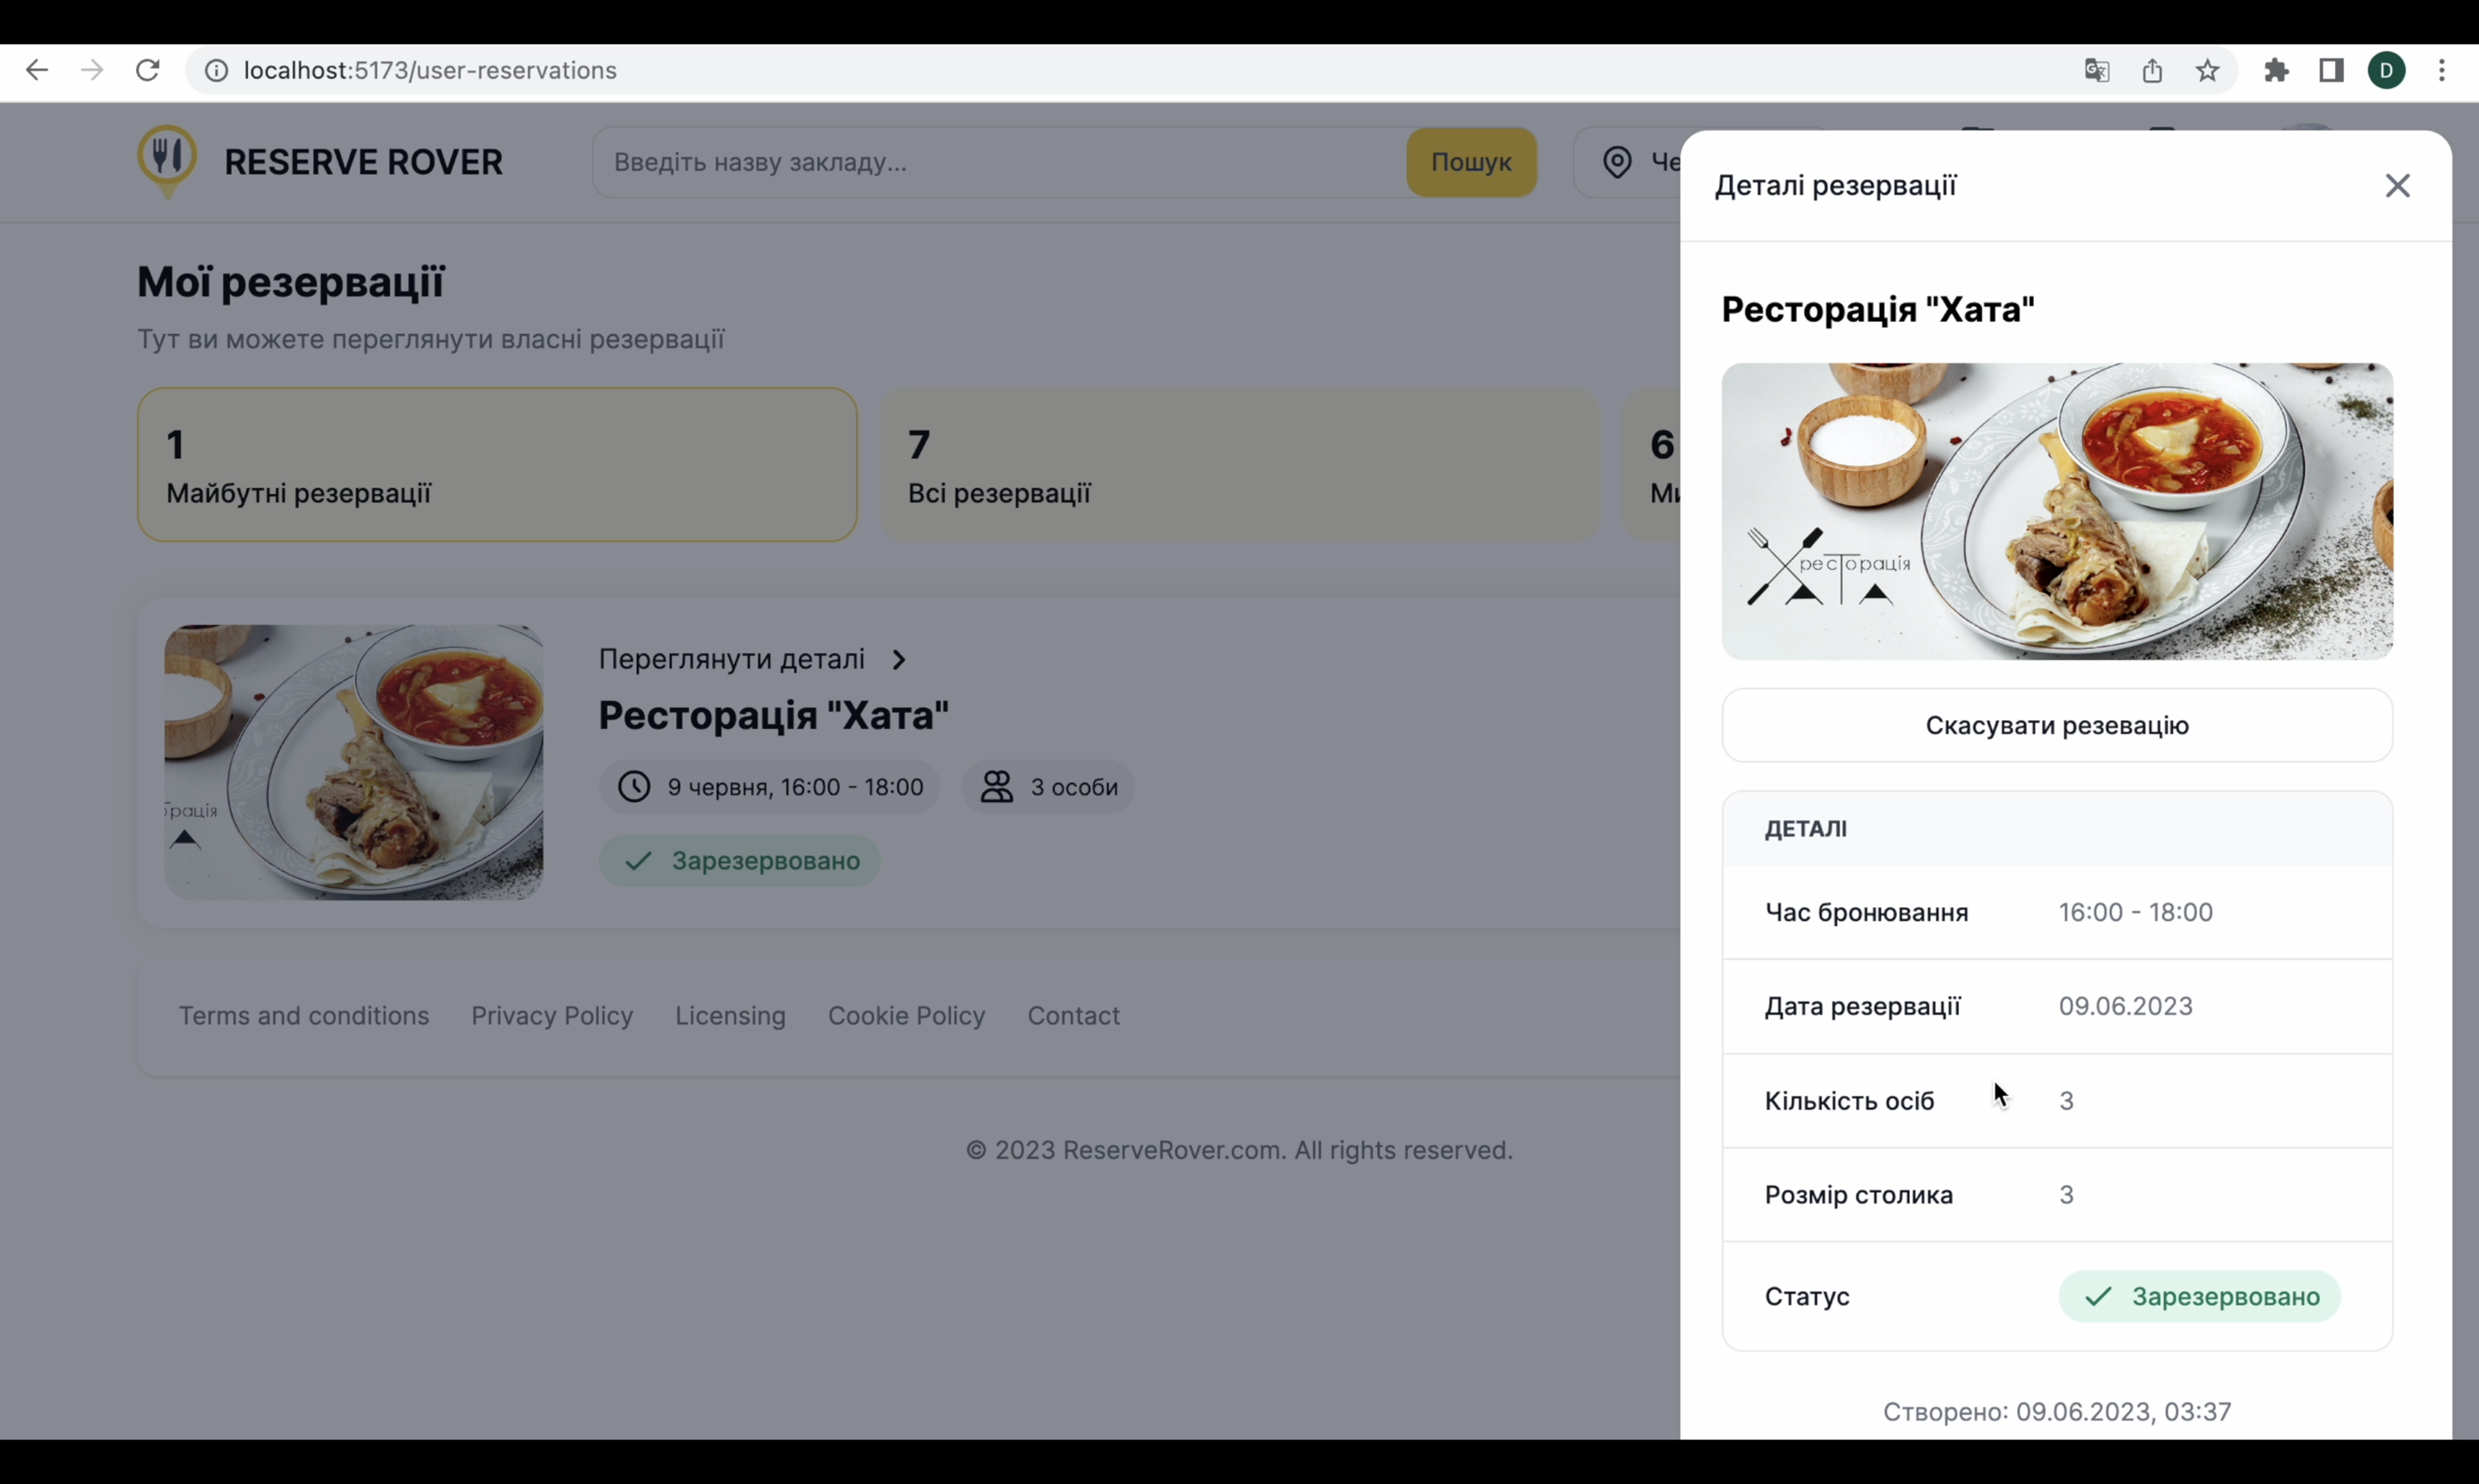 localhost:5173/user-reservations
D
RESERVE ROVER
Введіть назву закладу...
Пошук
Че
Мої резервації
Тут ви можете переглянути власні резервації
1
Майбутні резервації
7
Всі резервації
6
Ми
рація
Переглянути деталі
Ресторація "Хата"
9 червня, 16:00 - 18:00
3 особи
Зарезервовано
Terms and conditions
Privacy Policy
Licensing
Cookie Policy
Contact
© 2023 ReserveRover.com. All rights reserved.
Деталі резервації
Ресторація "Хата"
ресторація
ХАТА
Скасувати резевацію
ДЕТАЛІ
Час бронювання 16:00 - 18:00
Дата резервації 09.06.2023
Кількість осіб 3
Розмір столика 3
Статус Зарезервовано
Створено: 09.06.2023, 03:37